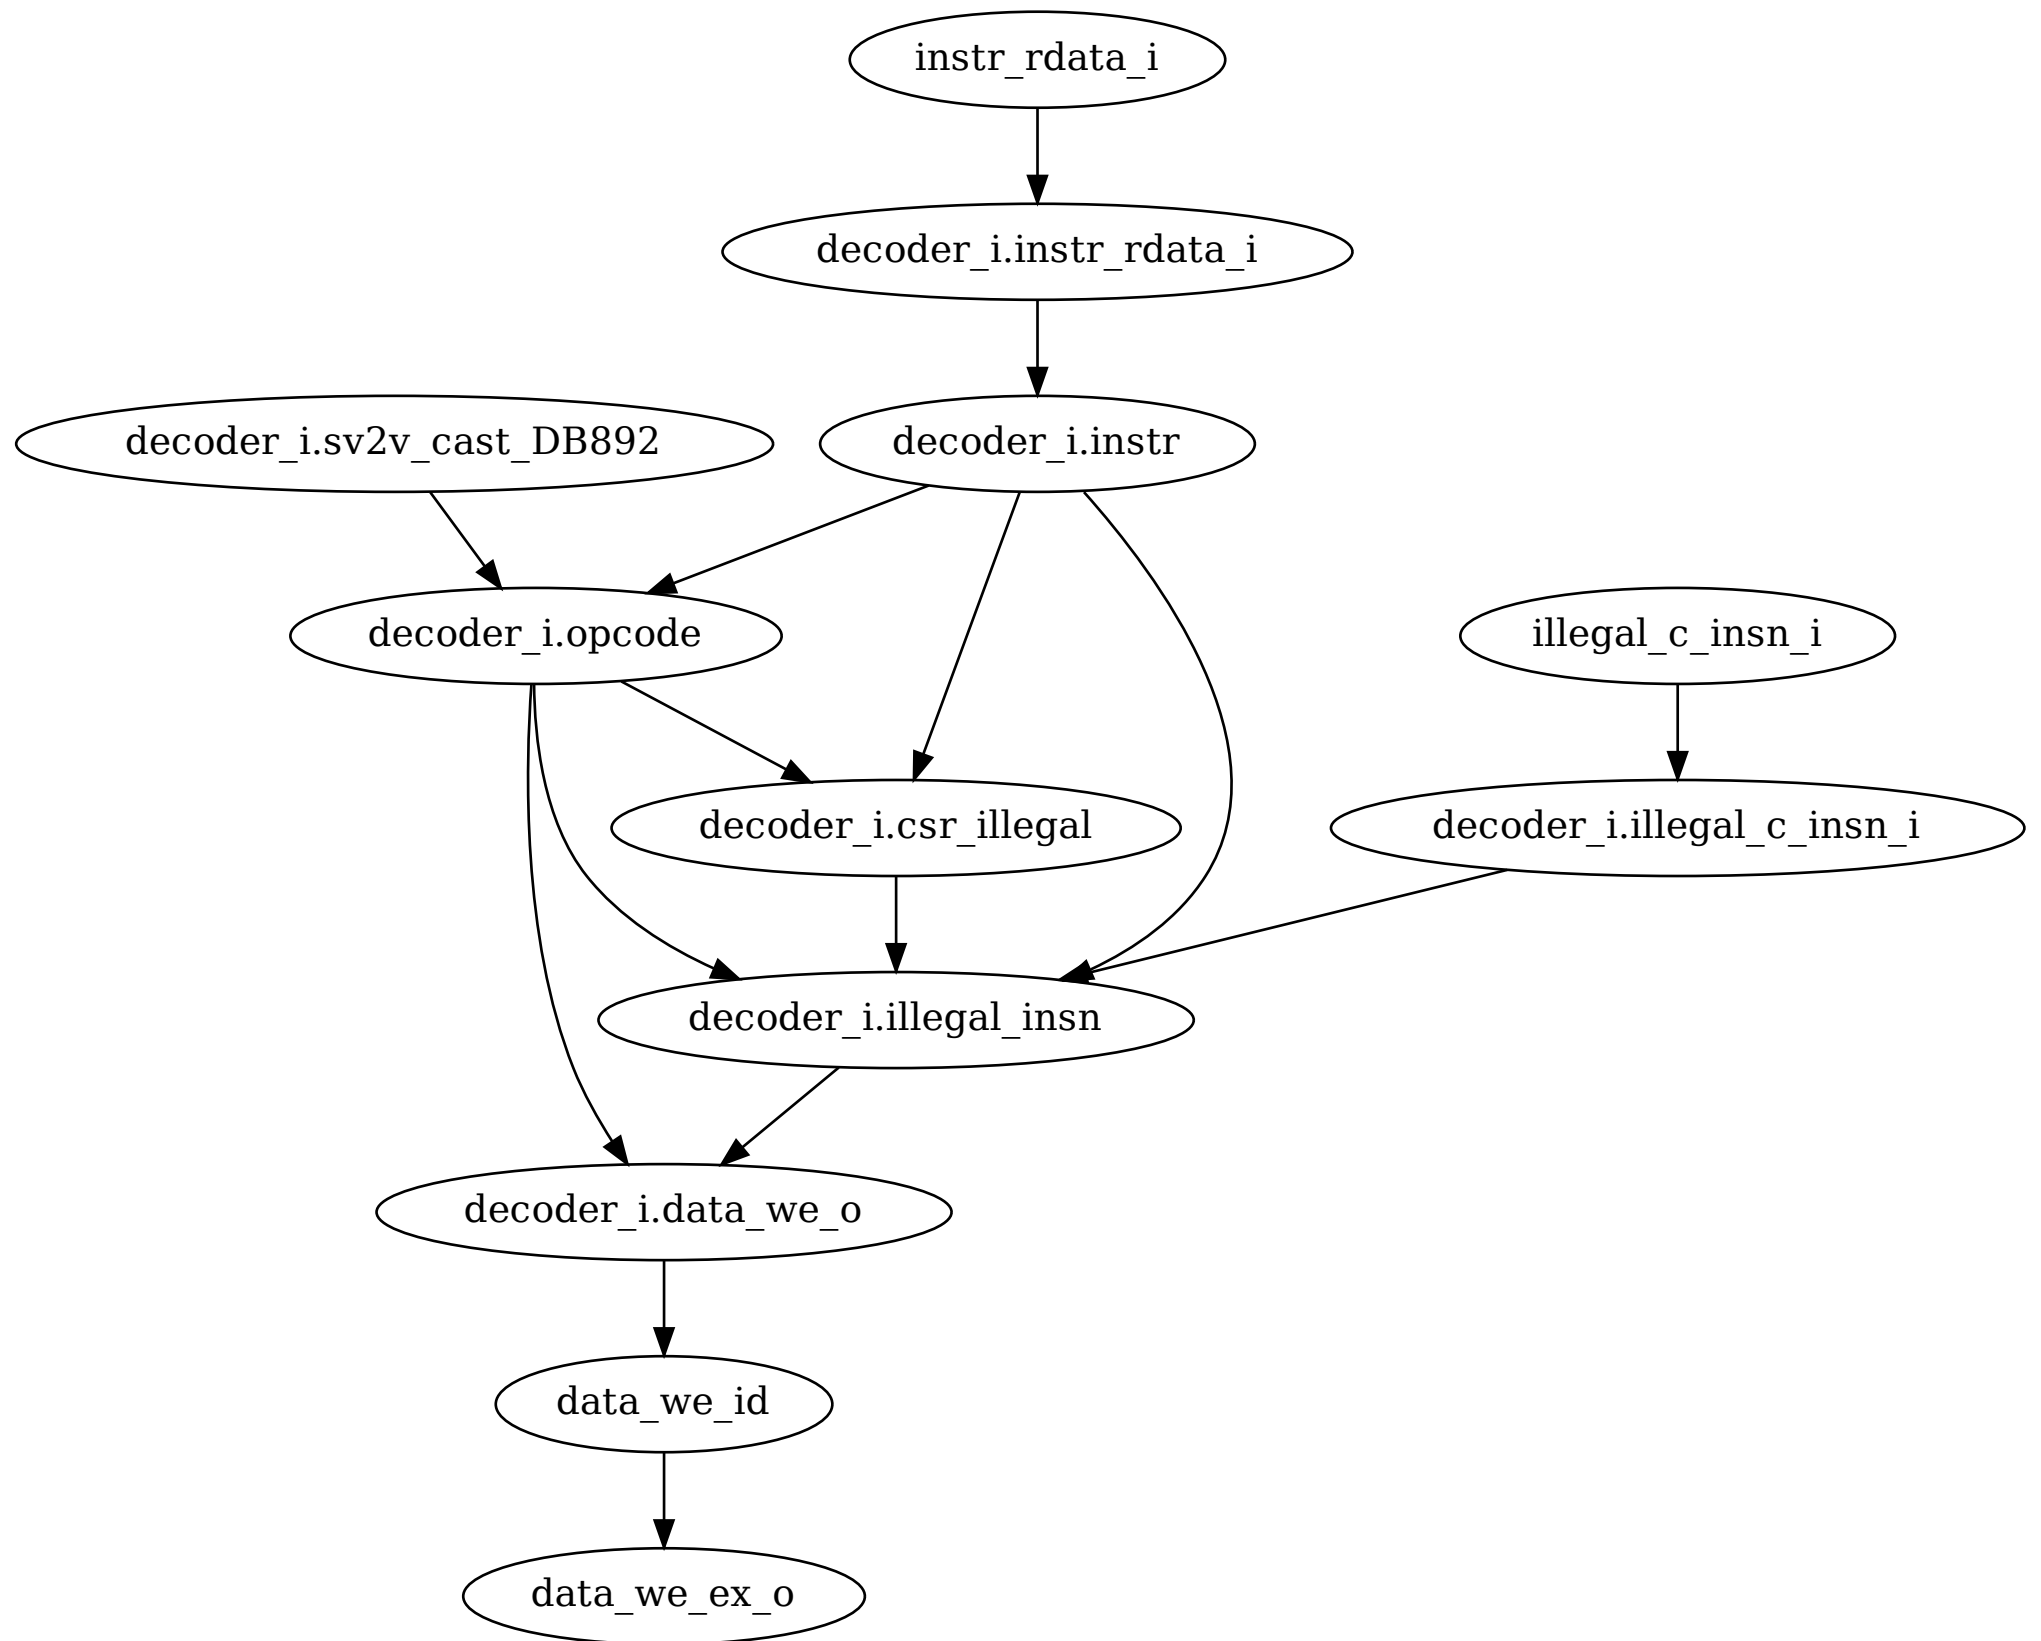 instr_rdata_i
decoder_i.instr_rdata_i
decoder_i.sv2v_cast_DB892
decoder_i.instr
decoder_i.opcode
illegal_c_insn_i
decoder_i.csr_illegal
decoder_i.illegal_c_insn_i
decoder_i.illegal_insn
decoder_i.data_we_o
data_we_id
data_we_ex_o